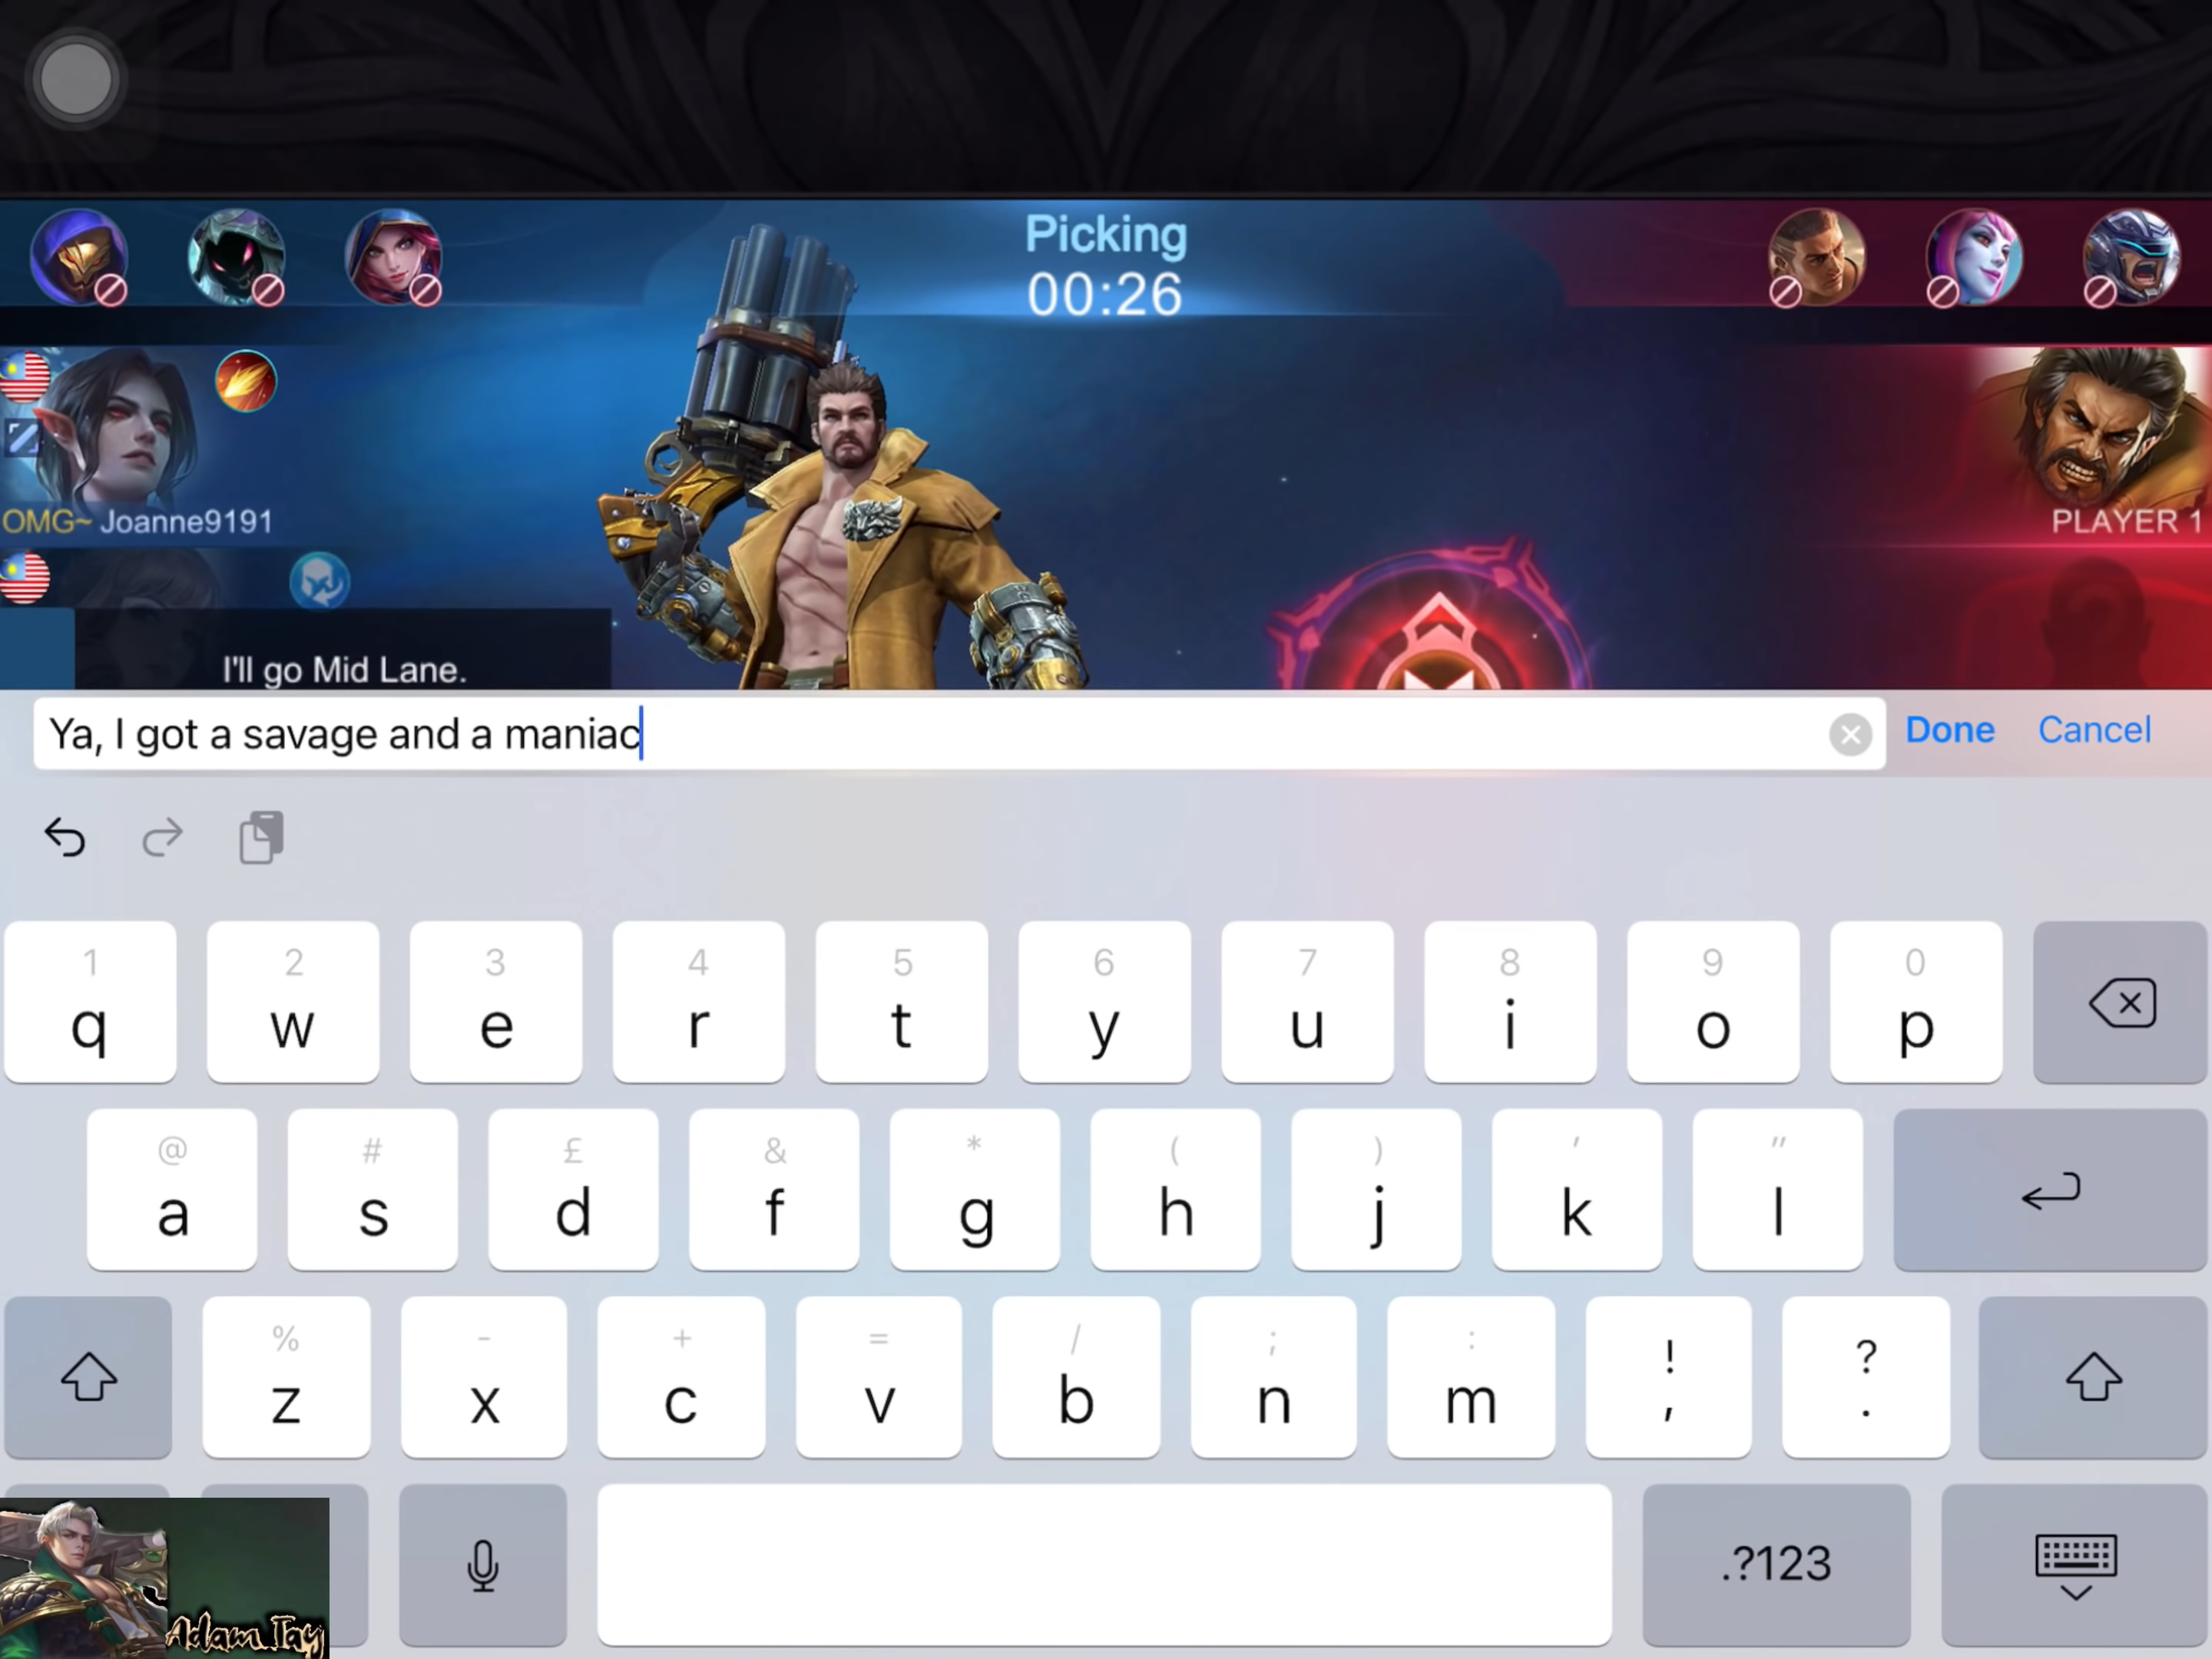 Picking
00:26
OMG~ Joanne9191
PLAYER 1
I'll go Mid Lane.
Ya, I got a savage and a maniac
Done Cancel
1 2 3 4 5 6 7 8 9 0
q w e r t y u i o p
@ # £ & * ( ) ' "
a s d f g h j k l
% - + = / ; : ! ?
z x c v b n m , .
.?123
Adam Tay